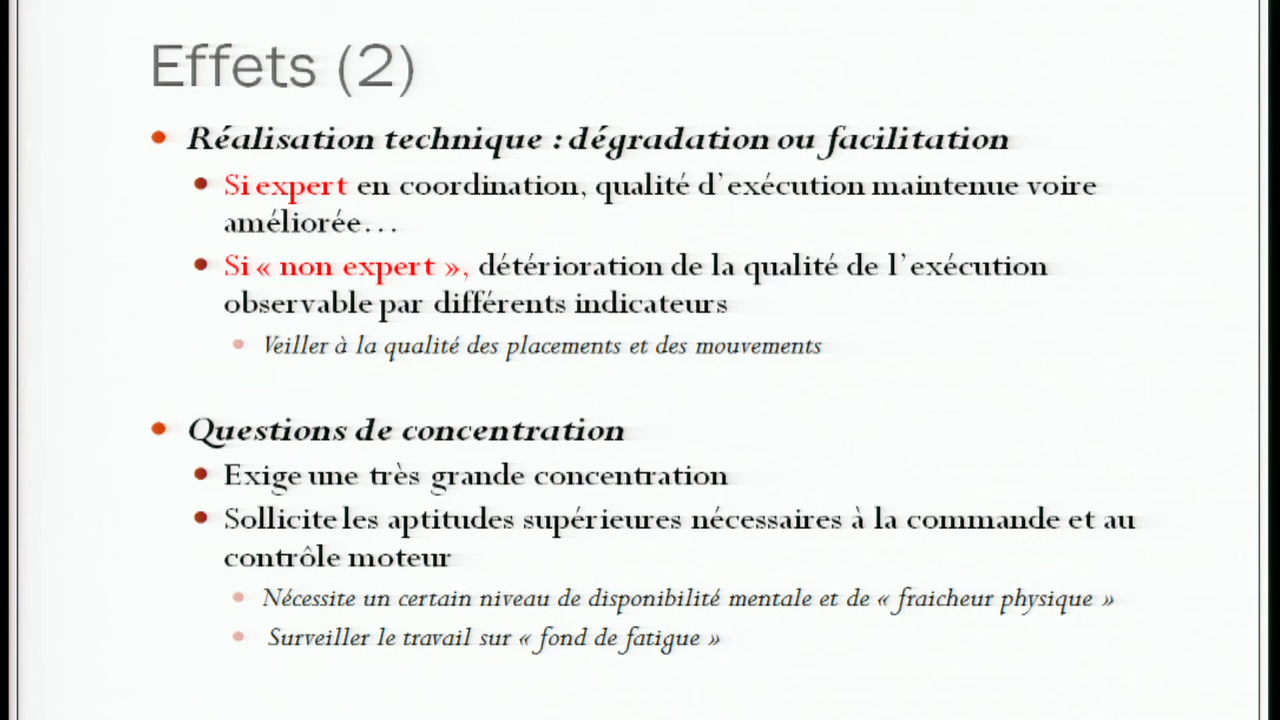 Effets (2)
Réalisation technique : dégradation ou facilitation
Si expert en coordination, qualité d'exécution maintenue voire
améliorée…
Si « non expert », détérioration de la qualité de l'exécution
observable par différents indicateurs
Veiller à la qualité des placements et des mouvements
Questions de concentration
Exige une très grande concentration
Sollicite les aptitudes supérieures nécessaires à la commande et au
contrôle moteur
Nécessite un certain niveau de disponibilité mentale et de « fraicheur physique »
Surveiller le travail sur « fond de fatigue »